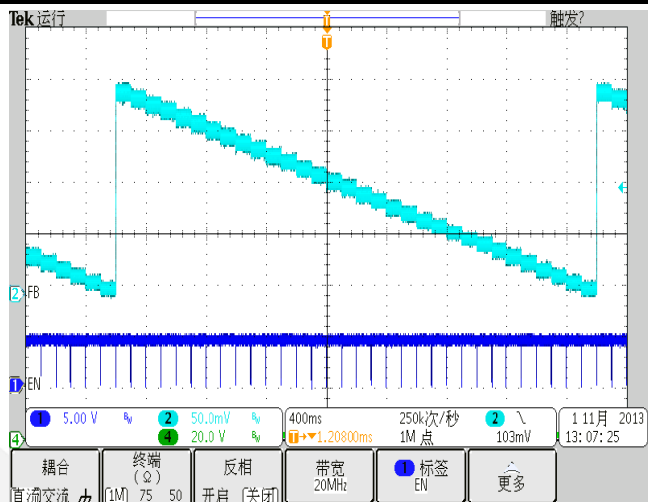 Tek 运行 触发?
T
T
2 FB
1 EN
1 5.00 V BW 2 50.0mV BW 400ms 250k次/秒 2 1 11月 2013
4 4 20.0 V BW T→▼1.20800ms 1M 点 103mV 13:07:25
耦合 终端 反相 带宽 1 标签 更多
(Ω) 20MHz EN
直流 交流 1M 75 50 开启 关闭